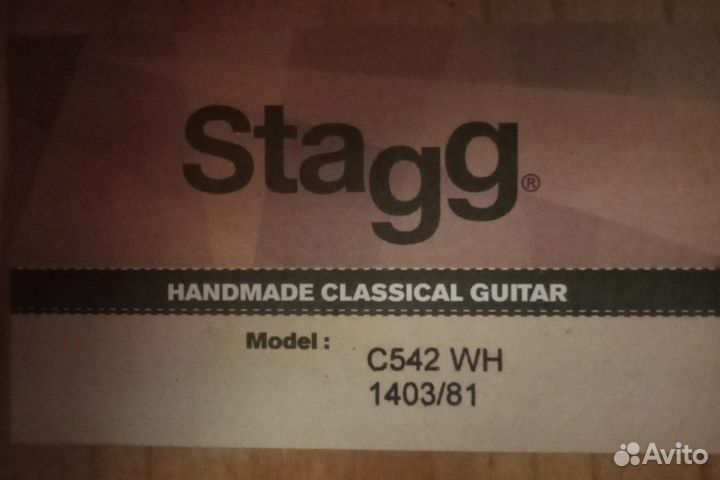 Stagg®
HANDMADE CLASSICAL GUITAR
Model :
C542 WH
1403/81
Avito